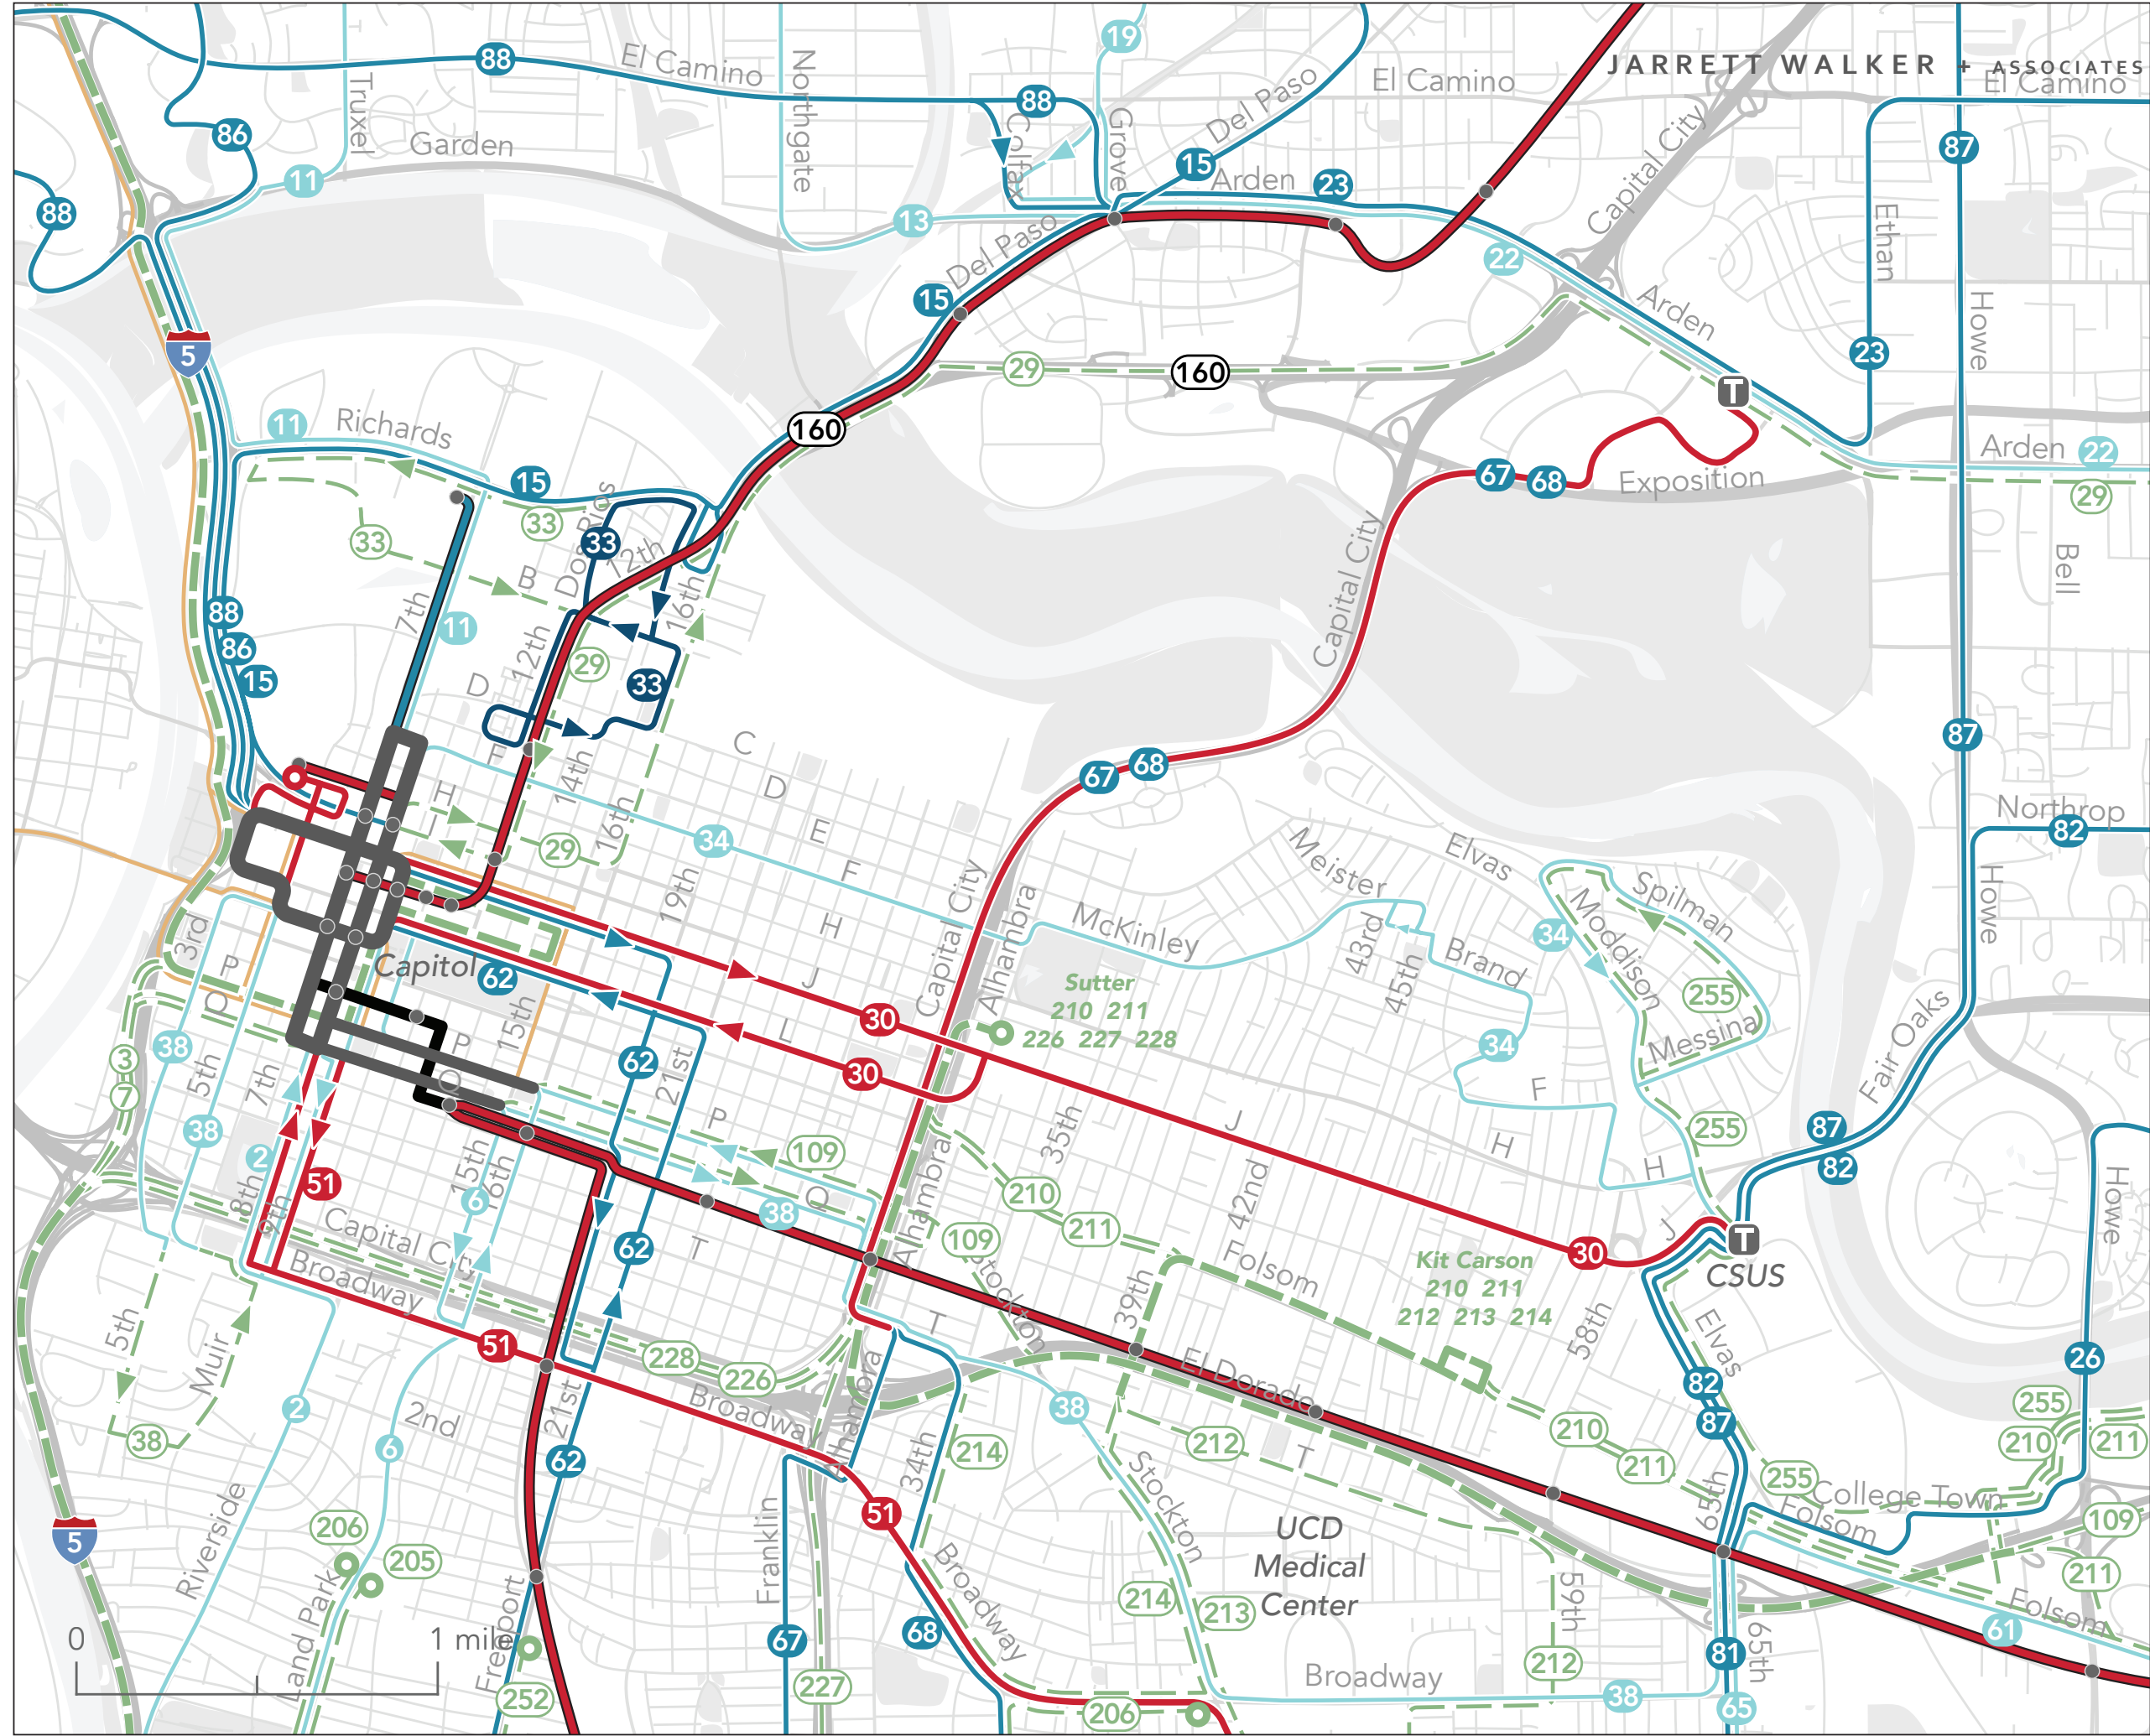 JARRETT WALKER + ASSOCIATES
19
88
El Camino
El Camino
El Camino
Truxel
Northgate
88
Colfax
Grove
Del Paso
Capital City
87
86
Garden
11
15
Arden
23
88
13
Del Paso
22
Ethan
15
Arden
Howe
5
29
160
23
160
11
Richards
15
Arden
22
67
68
Exposition
29
33
33
33
Dos Rios
12th
B
16th
Bell
7th
11
88
86
15
12th
29
D
33
Capital City
E
C
D
E
F
H
14th
16th
H
I
29
34
67
68
87
Northrop
82
Howe
Meister
Elvas
Spilman
Moddison
34
255
Messina
19th
Capital City
Alhambra
McKinley
43rd
45th
Brand
34
F
3rd
P
Q
Capitol
62
15th
J
L
30
30
Sutter
210 211
226 227 228
Fair Oaks
38
5th
7th
3
7
P
Q
62
21st
P
109
Q
35th
J
H
H
255
87
82
38
2
51
8th
9th
15th
16th
6
38
T
62
Alhambra
210
211
109
Stockton
42nd
39th
Folsom
30
J
CSUS
Howe
Capital City
Broadway
Kit Carson
210 211
212 213 214
58th
Elvas
5th
Muir
51
228
226
T
El Dorado
26
82
87
38
2
6
2nd
21st
62
Broadway
Alhambra
34th
214
38
212
T
210
211
255
210
211
255
65th
College Town
Folsom
109
51
Stockton
UCD
Medical
Center
5
Riverside
206
205
Land Park
Freeport
Franklin
Broadway
214
213
59th
211
Folsom
61
0
1 mile
67
68
227
252
206
Broadway
212
38
81
65th
65